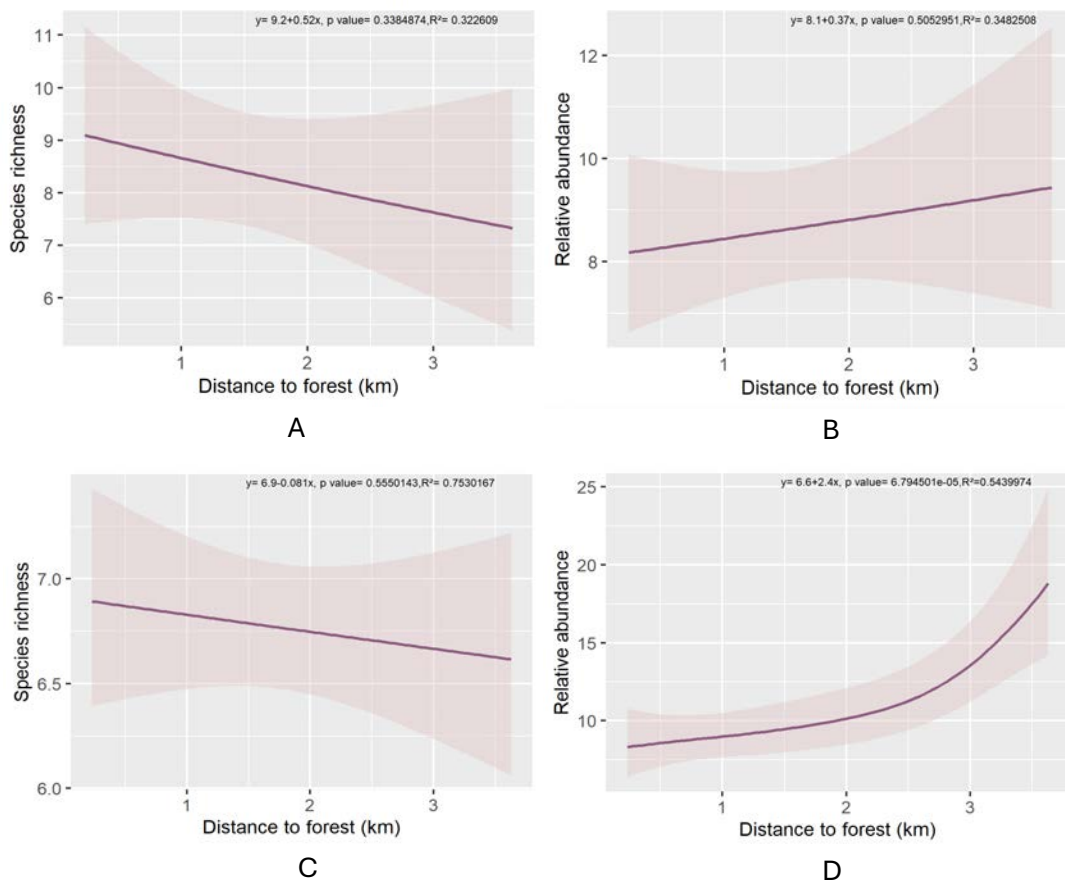 y= 9.2+0.52x, p value= 0.3384874,R²= 0.322609
11
10
9
8
7
6
Species richness
1 2 3
Distance to forest (km)
A
y= 8.1+0.37x, p value= 0.5052951,R²= 0.3482508
12
10
8
Relative abundance
1 2 3
Distance to forest (km)
B
y= 6.9-0.081x, p value= 0.5550143,R²= 0.7530167
7.0
6.5
6.0
Species richness
1 2 3
Distance to forest (km)
C
y= 6.6+2.4x, p value= 6.794501e-05,R²=0.5439974
25
20
15
10
Relative abundance
1 2 3
Distance to forest (km)
D